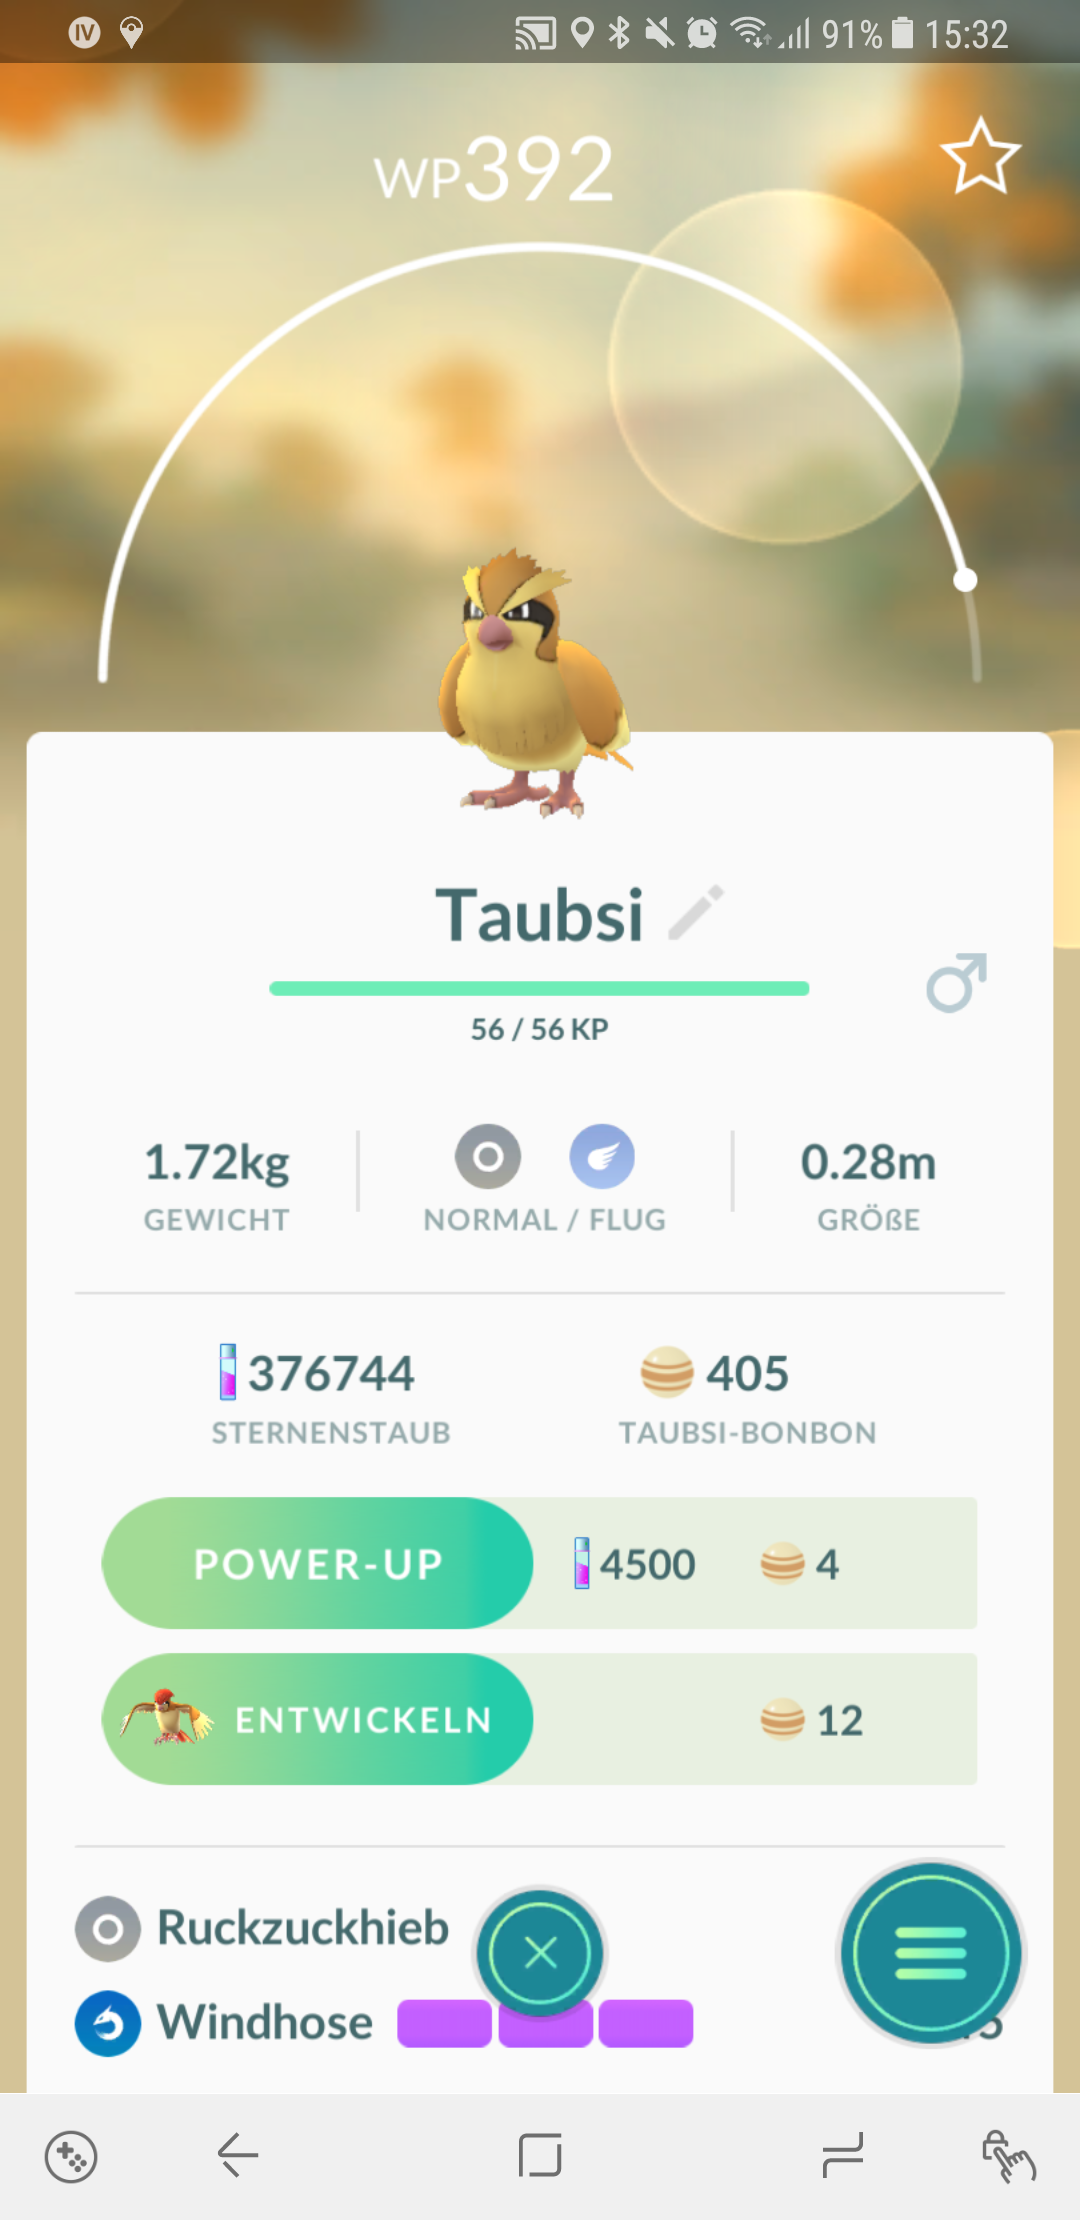 IV 91% 15:32
WP392
Taubsi
56 / 56 KP
1.72kg
GEWICHT
NORMAL / FLUG
0.28m
GRÖßE
376744
STERNENSTAUB
405
TAUBSI-BONBON
POWER-UP 4500 4
ENTWICKELN 12
Ruckzuckhieb
Windhose